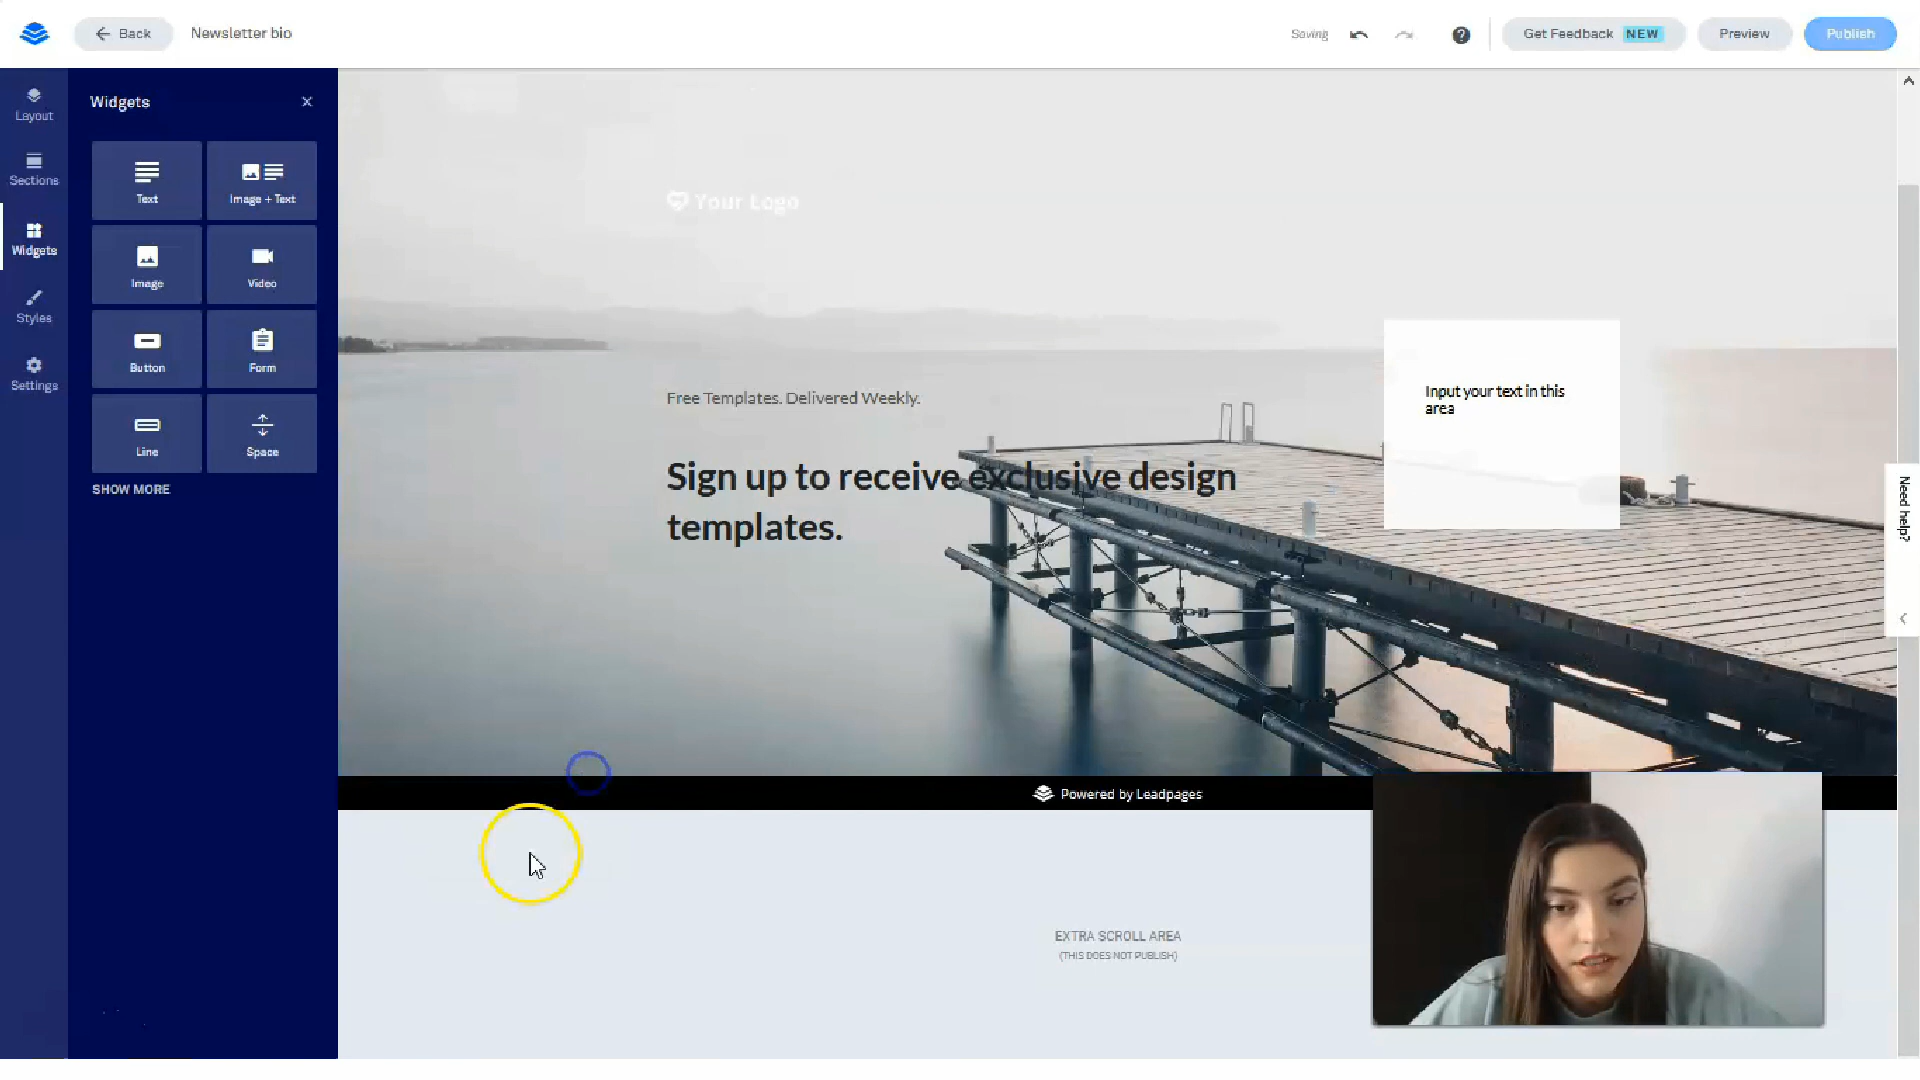 Back
Newsletter bio
Saving
Get Feedback NEW
Preview
Publish
Layout
Sections
Widgets
Styles
Settings
Widgets
Text
Image + Text
Image
Video
Button
Form
Line
Space
SHOW MORE
Your Logo
Free Templates. Delivered Weekly.
Sign up to receive exclusive design
templates.
Input your text in this
area
Need help?
Powered by Leadpages
EXTRA SCROLL AREA
(THIS DOES NOT PUBLISH)